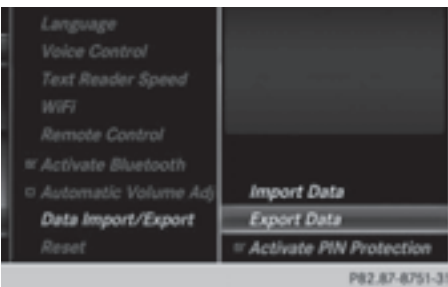 Language
Voice Control
Text Reader Speed
WiFi
Remote Control
Activate Bluetooth
Automatic Volume Adj
Data Import/Export
Reset
Import Data
Export Data
Activate PIN Protection
P82.87-8751-31